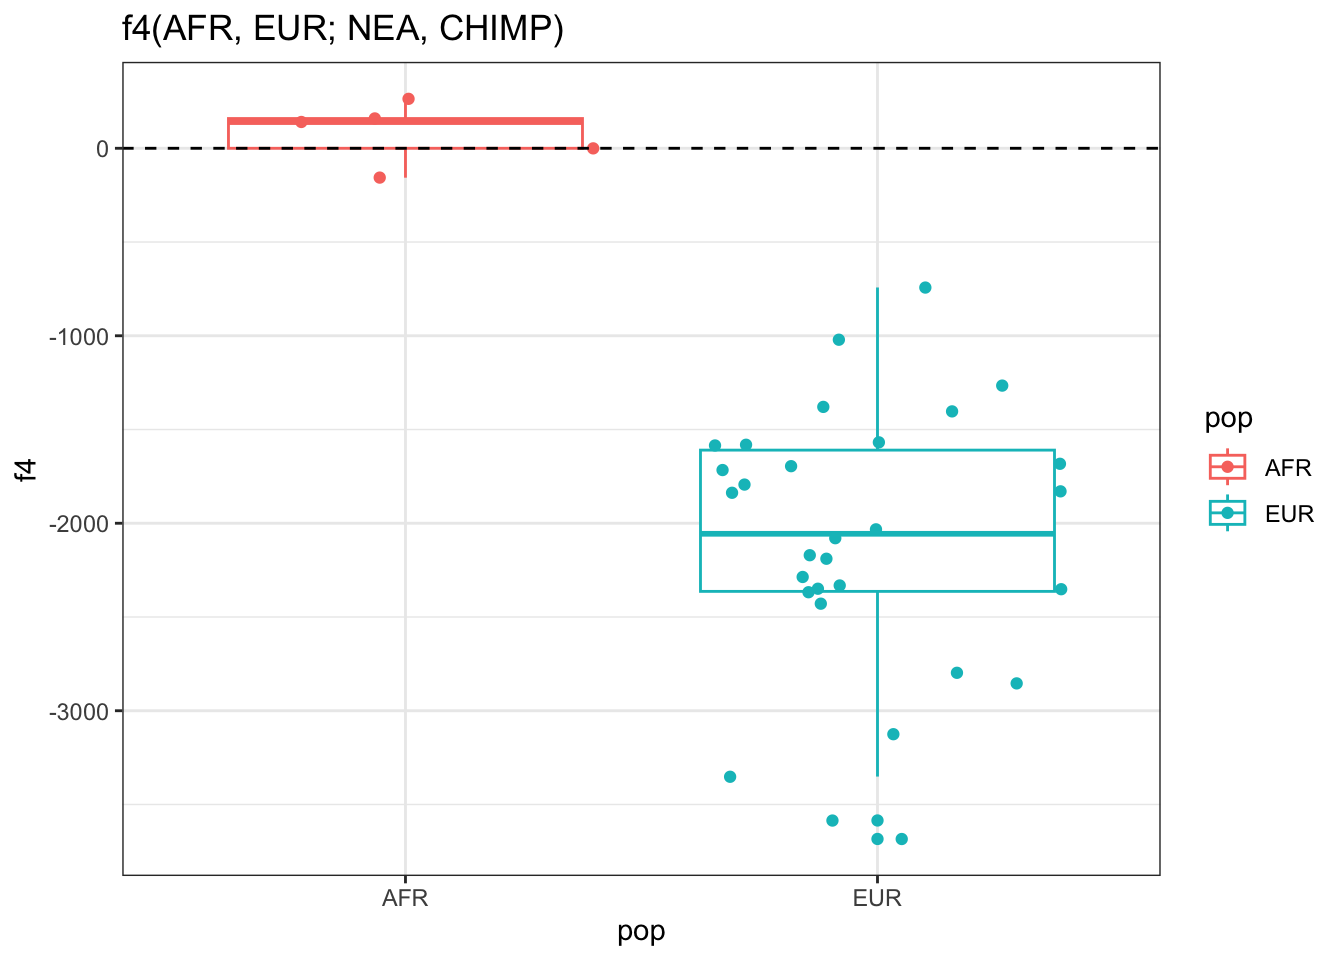 f4(AFR, EUR; NEA, CHIMP)
f4
0
-1000
-2000
-3000
AFR
EUR
pop
pop
AFR
EUR